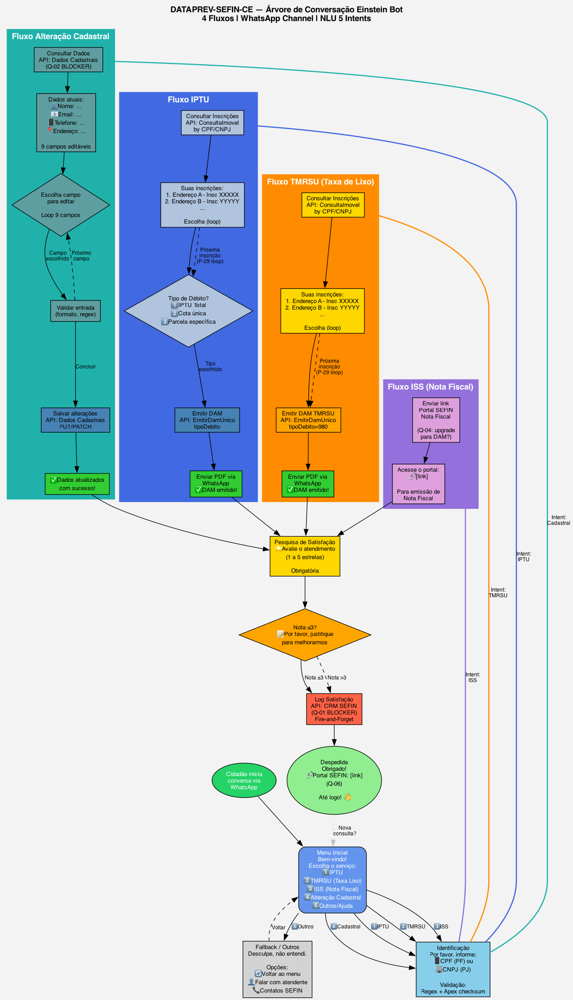 DATAPREV-SEFIN-CE — Árvore de Conversação Einstein Bot
4 Fluxos | WhatsApp Channel | NLU 5 Intents
Fluxo Alteração Cadastral
Consultar Dados
API: Dados Cadastrais
(Q-02 BLOCKER)
Dados atuais:
👤Nome: ...
📧Email: ...
📱Telefone: ...
📍Endereço: ...
9 campos editáveis
Escolha campo
para editar
Loop 9 campos
Campo
escolhido
Próximo
campo
Validar entrada
(formato, regex)
Concluir
Salvar alterações
API: Dados Cadastrais
PUT/PATCH
✅Dados atualizados
com sucesso!
Fluxo IPTU
Consultar Inscrições
API: ConsultaImovel
by CPF/CNPJ
Suas inscrições:
1. Endereço A - Insc XXXXX
2. Endereço B - Insc YYYYY
...
Escolha (loop)
Próxima
inscrição
(P-29 loop)
Tipo de Débito?
1️⃣IPTU Total
2️⃣Cota única
3️⃣Parcela específica
Tipo
escolhido
Emitir DAM
API: EmitirDamUnico
tipoDebito
Enviar PDF via
WhatsApp
✅DAM emitido!
Fluxo TMRSU (Taxa de Lixo)
Consultar Inscrições
API: ConsultaImovel
by CPF/CNPJ
Suas inscrições:
1. Endereço A - Insc XXXXX
2. Endereço B - Insc YYYYY
...
Escolha (loop)
Próxima
inscrição
(P-29 loop)
Emitir DAM TMRSU
API: EmitirDamUnico
tipoDebito=980
Enviar PDF via
WhatsApp
✅DAM emitido!
Fluxo ISS (Nota Fiscal)
Enviar link
Portal SEFIN
Nota Fiscal
(Q-04: upgrade
para DAM?)
Acesse o portal:
🔗[link]
Para emissão de
Nota Fiscal
Intent:
Cadastral
Intent:
IPTU
Intent:
TMRSU
Intent:
ISS
Pesquisa de Satisfação
⭐Avalie o atendimento
(1 a 5 estrelas)
Obrigatória
Nota ≤3?
📝Por favor, justifique
para melhorarmos
Nota ≤3
Nota >3
Log Satisfação
API: CRM SEFIN
(Q-01 BLOCKER)
Fire-and-Forget
Despedida
Obrigado!
🔗Portal SEFIN: [link]
(Q-06)
Até logo! 👋
Cidadão inicia
conversa via
WhatsApp
Nova
consulta?
Menu Inicial
Bem-vindo!
Escolha o serviço:
1️⃣IPTU
2️⃣TMRSU (Taxa Lixo)
3️⃣ISS (Nota Fiscal)
4️⃣Alteração Cadastral
5️⃣Outros/Ajuda
Voltar
5️⃣Outros
4️⃣Cadastral
1️⃣IPTU
2️⃣TMRSU
3️⃣ISS
Fallback / Outros
Desculpe, não entendi.
Opções:
🔄Voltar ao menu
👤Falar com atendente
📞Contatos SEFIN
Identificação
Por favor, informe:
📱CPF (PF) ou
🏢CNPJ (PJ)
Validação:
Regex + Apex checksum